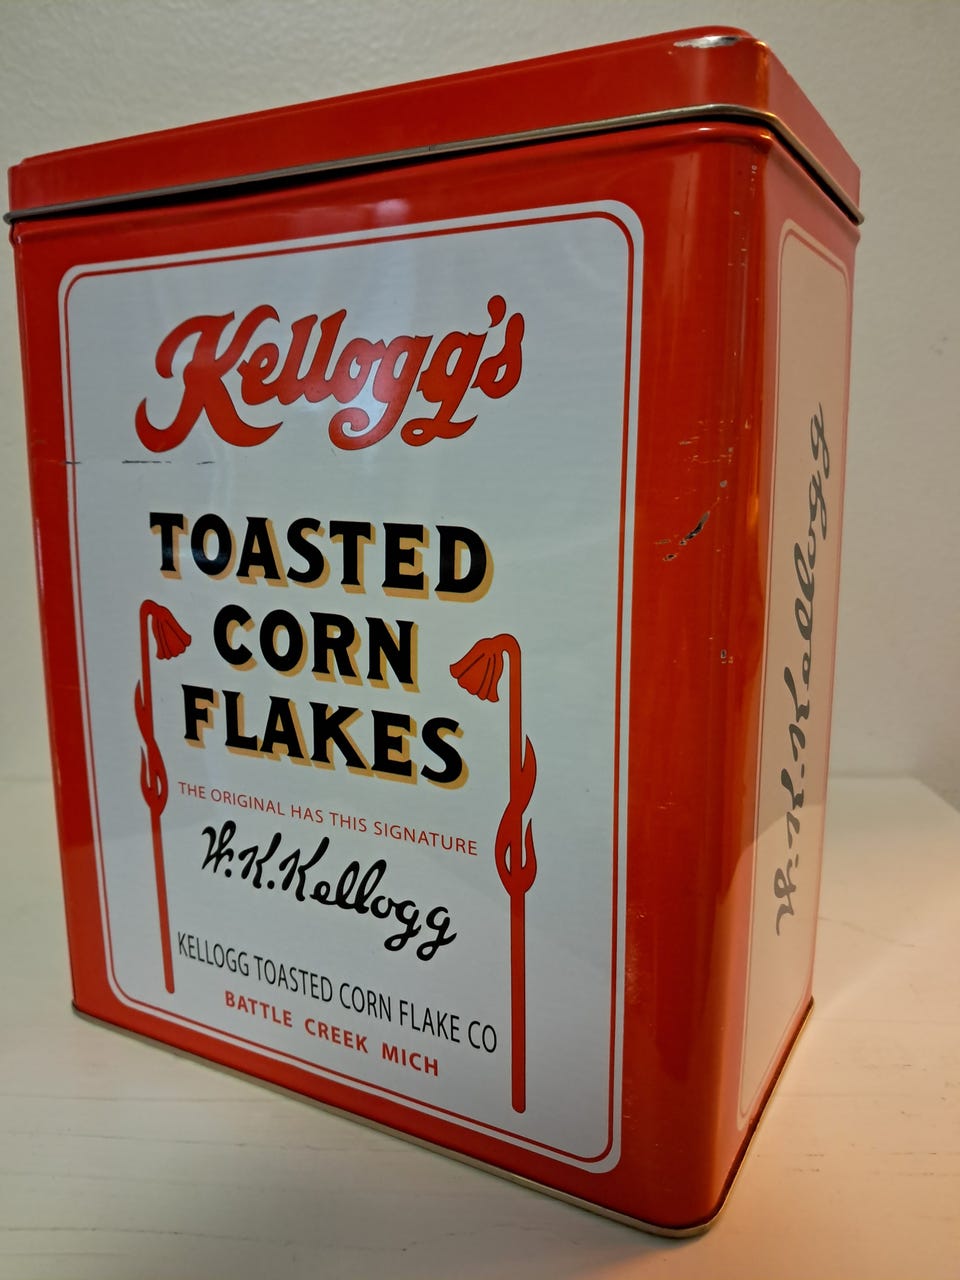 Kellogg's
TOASTED
CORN
FLAKES
THE ORIGINAL HAS THIS SIGNATURE
W.K.Kellogg
KELLOGG TOASTED CORN FLAKE CO
BATTLE CREEK MICH
W.K.Kellogg